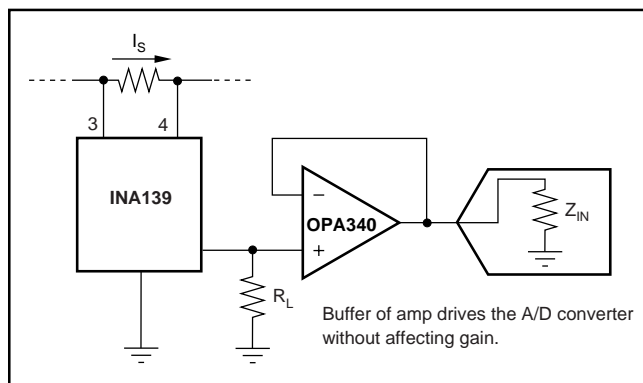 I_S
3
4
INA139
OPA340
−
+
Z_IN
R_L
Buffer of amp drives the A/D converter
without affecting gain.